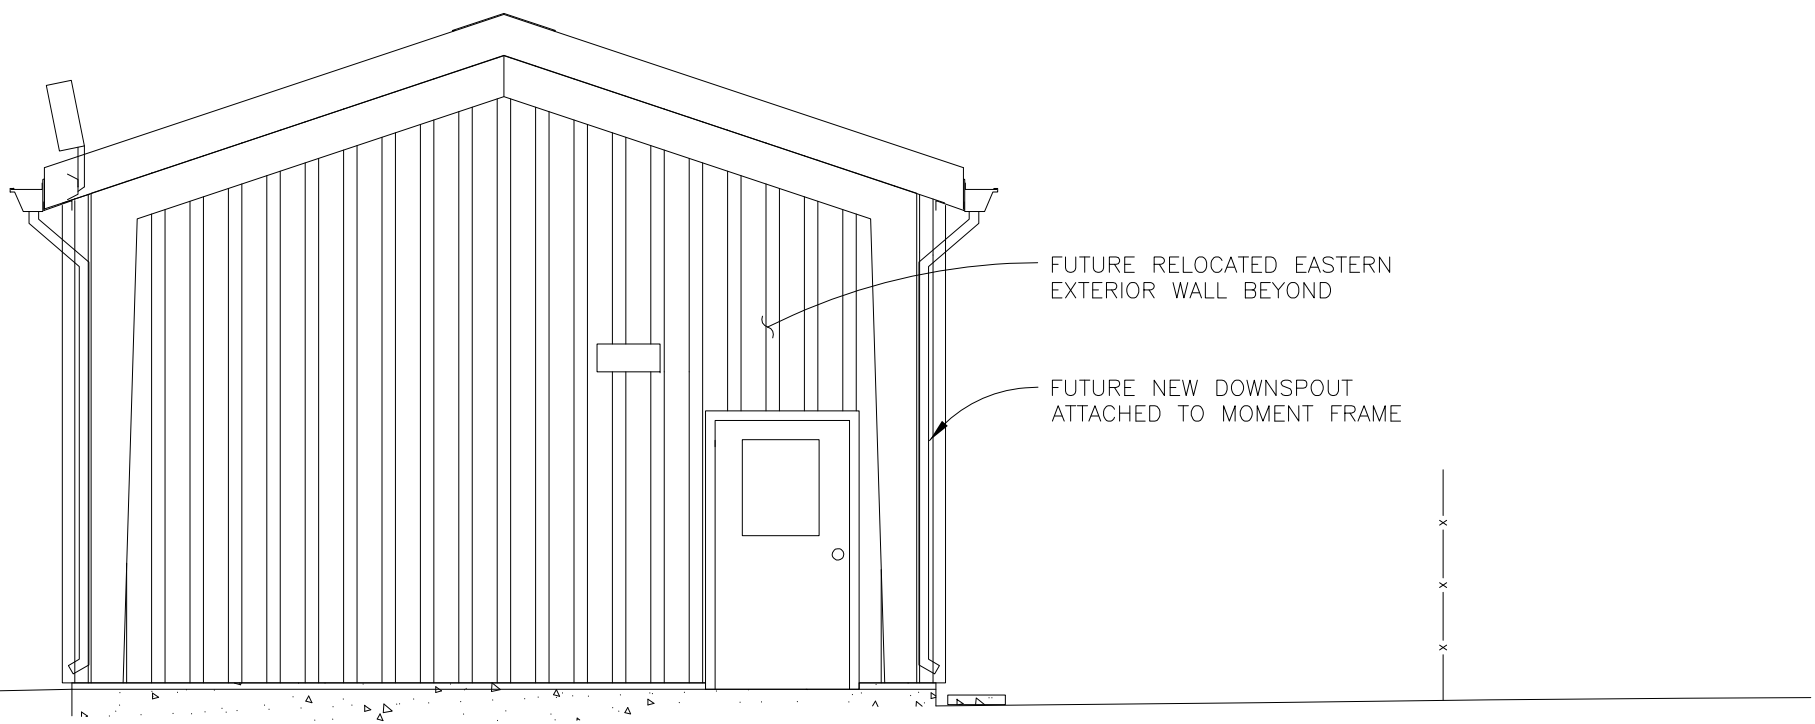 FUTURE RELOCATED EASTERN
EXTERIOR WALL BEYOND
FUTURE NEW DOWNSPOUT
ATTACHED TO MOMENT FRAME
x
x
x